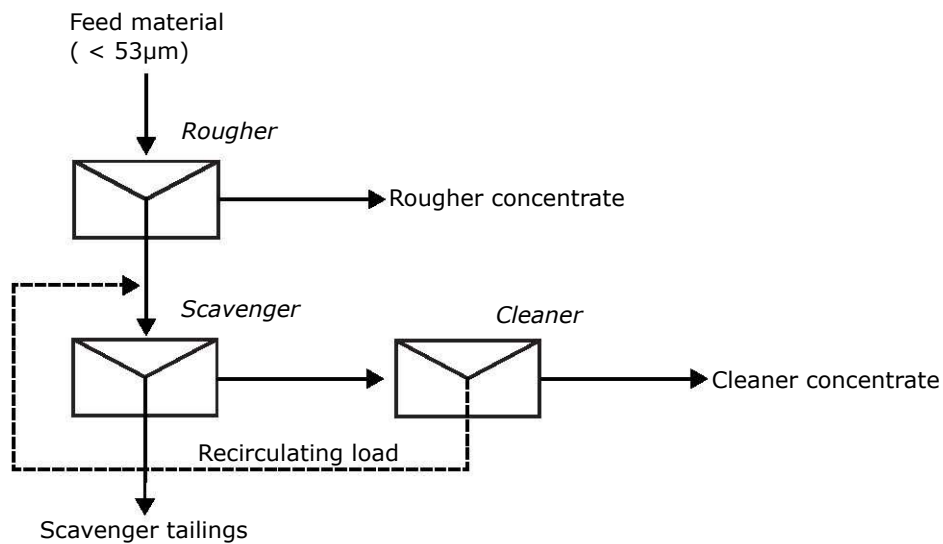 Feed material
( < 53µm)
Rougher
Rougher concentrate
Scavenger
Cleaner
Cleaner concentrate
Recirculating load
Scavenger tailings